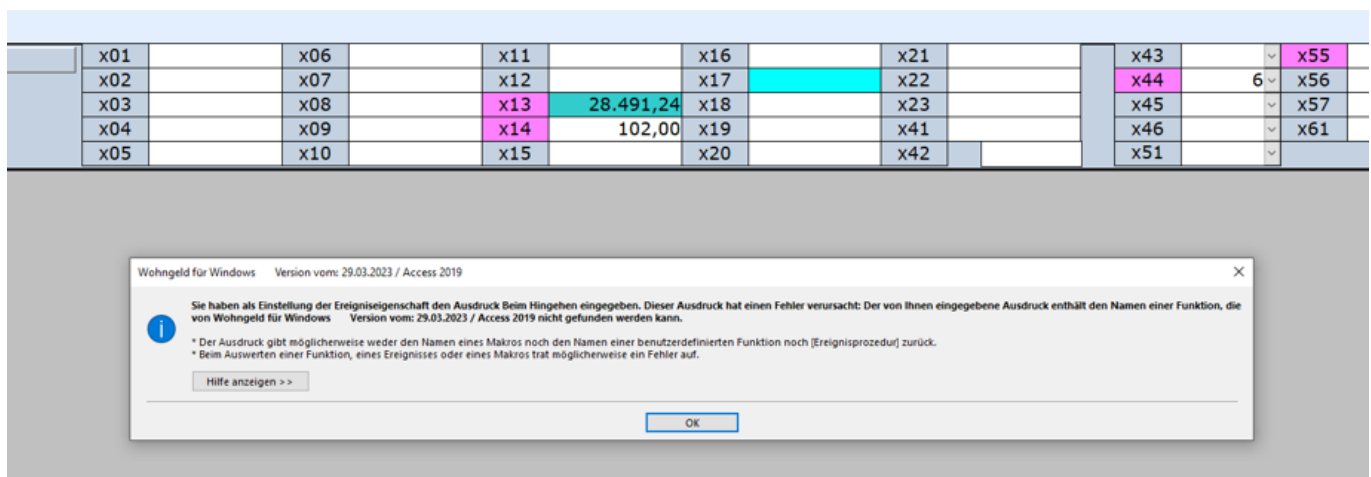 x01 x06 x11 x16 x21 x43 x55
x02 x07 x12 x17 x22 x44 6 x56
x03 x08 x13 28.491,24 x18 x23 x45 x57
x04 x09 x14 102,00 x19 x41 x46 x61
x05 x10 x15 x20 x42 x51
Wohngeld für Windows Version vom: 29.03.2023 / Access 2019
Sie haben als Einstellung der Ereigniseigenschaft den Ausdruck Beim Hingehen eingegeben. Dieser Ausdruck hat einen Fehler verursacht: Der von Ihnen eingegebene Ausdruck enthält den Namen einer Funktion, die
von Wohngeld für Windows Version vom: 29.03.2023 / Access 2019 nicht gefunden werden kann.
* Der Ausdruck gibt möglicherweise weder den Namen eines Makros noch den Namen einer benutzerdefinierten Funktion noch [Ereignisprozedur] zurück.
* Beim Auswerten einer Funktion, eines Ereignisses oder eines Makros trat möglicherweise ein Fehler auf.
Hilfe anzeigen >>
OK